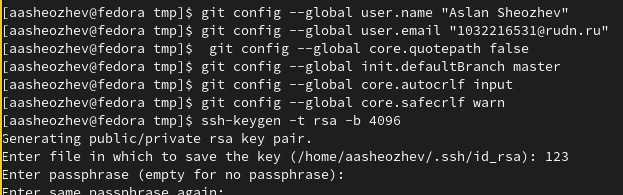 [aasheozhev@fedora tmp]$ git config --global user.name "Aslan Sheozhev"
[aasheozhev@fedora tmp]$ git config --global user.email "1032216531@rudn.ru"
[aasheozhev@fedora tmp]$  git config --global core.quotepath false
[aasheozhev@fedora tmp]$ git config --global init.defaultBranch master
[aasheozhev@fedora tmp]$ git config --global core.autocrlf input
[aasheozhev@fedora tmp]$ git config --global core.safecrlf warn
[aasheozhev@fedora tmp]$ ssh-keygen -t rsa -b 4096
Generating public/private rsa key pair.
Enter file in which to save the key (/home/aasheozhev/.ssh/id_rsa): 123
Enter passphrase (empty for no passphrase):
Enter same passphrase again: